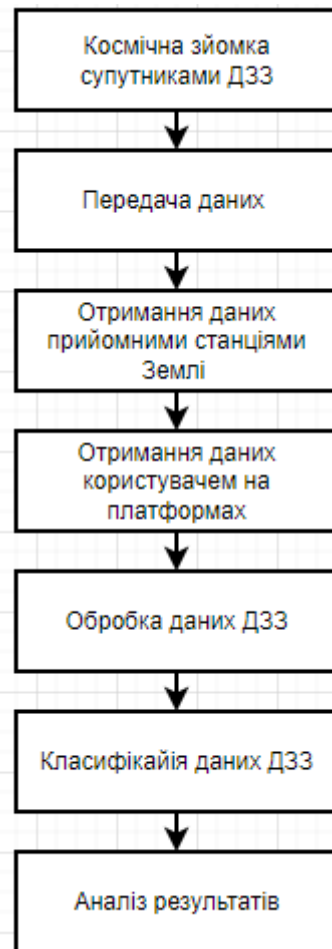 Космічна зйомка
супутниками ДЗЗ
Передача даних
Отримання даних
прийомними станціями
Землі
Отримання даних
користувачем на
платформах
Обробка даних ДЗЗ
Класифікайія даних ДЗЗ
Аналіз результатів